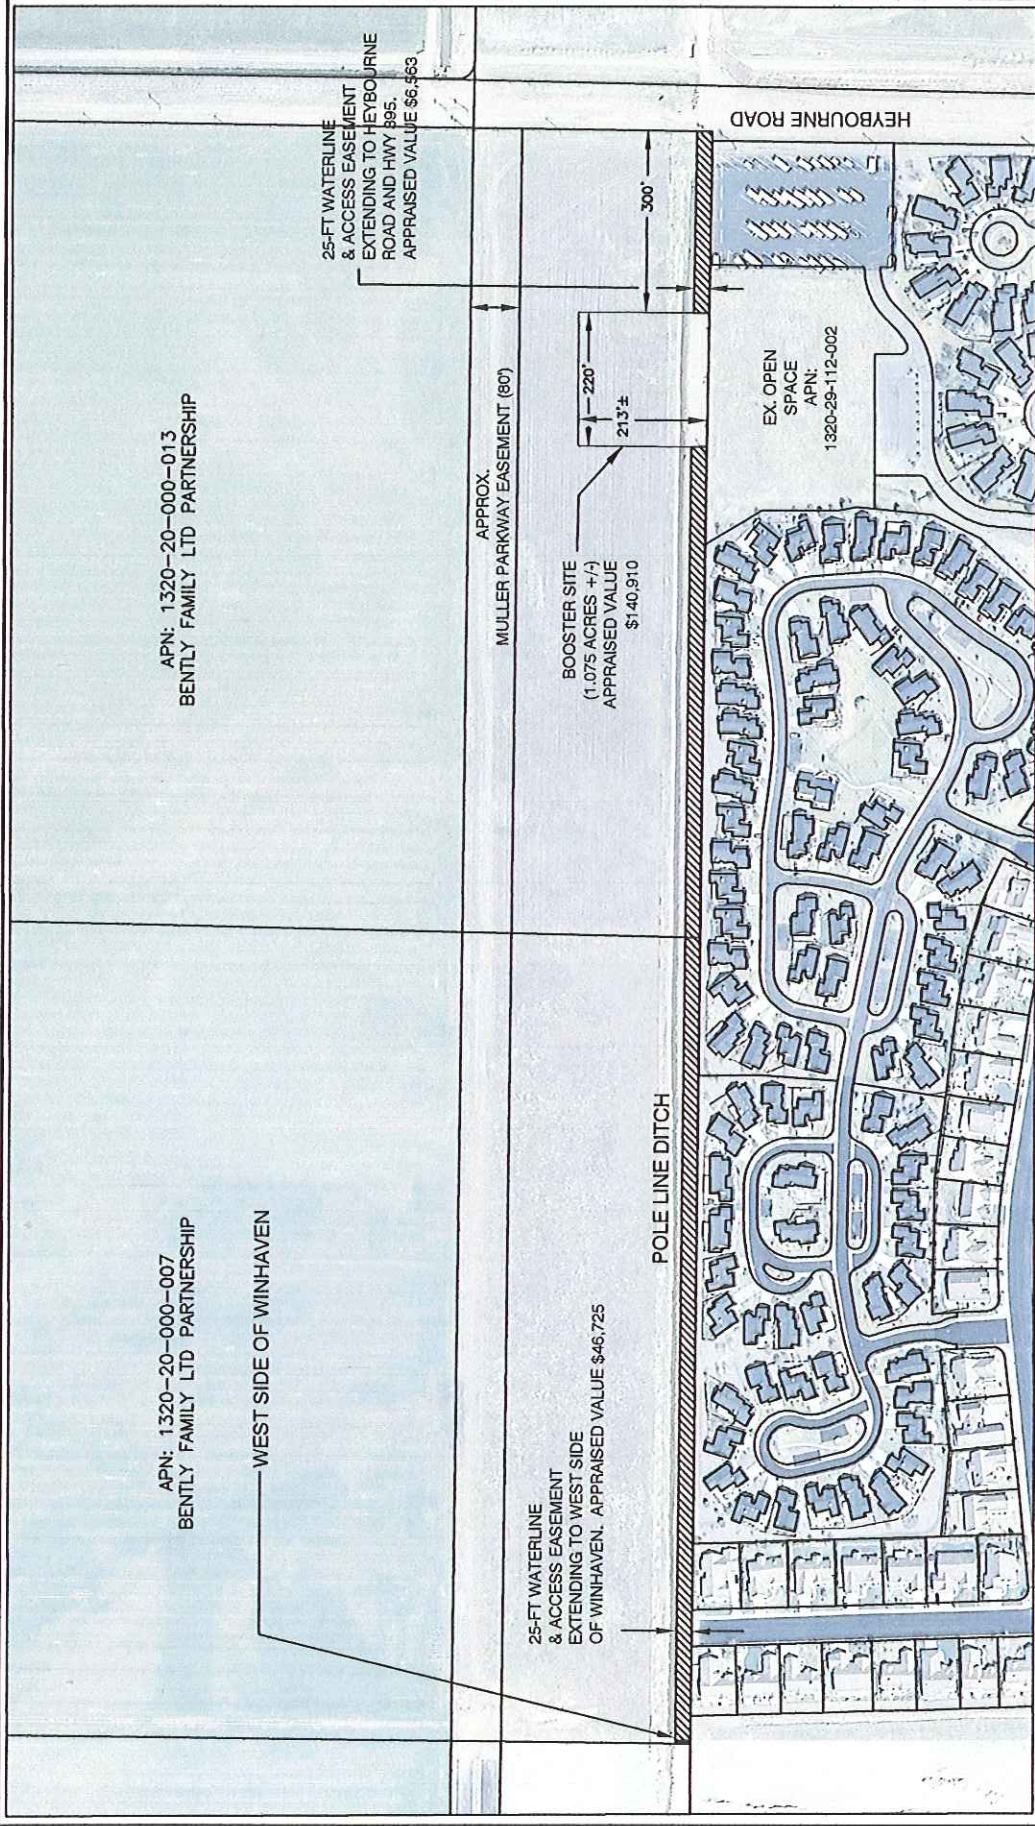 APN: 1320-20-000-007
BENTLY FAMILY LTD PARTNERSHIP
WEST SIDE OF WINHAVEN
APN: 1320-20-000-013
BENTLY FAMILY LTD PARTNERSHIP
25-FT WATERLINE
& ACCESS EASEMENT
EXTENDING TO HEYBOURNE
ROAD AND HWY 395.
APPRAISED VALUE $6,563
APPROX.
MULLER PARKWAY EASEMENT (80')
25-FT WATERLINE
& ACCESS EASEMENT
EXTENDING TO WEST SIDE
OF WINHAVEN. APPRAISED VALUE $46,725
POLE LINE DITCH
BOOSTER SITE
(1.075 ACRES +/-)
APPRAISED VALUE
$140,910
220'
213'±
300'
EX. OPEN
SPACE
APN:
1320-29-112-002
HEYBOURNE ROAD